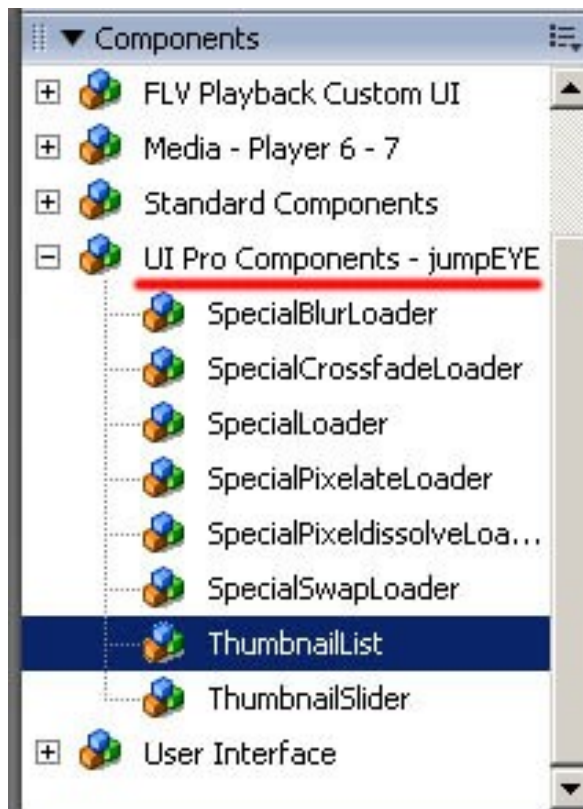 Components
FLV Playback Custom UI
Media - Player 6 - 7
Standard Components
UI Pro Components - jumpEYE
SpecialBlurLoader
SpecialCrossfadeLoader
SpecialLoader
SpecialPixelateLoader
SpecialPixeldissolveLoa...
SpecialSwapLoader
ThumbnailList
ThumbnailSlider
User Interface